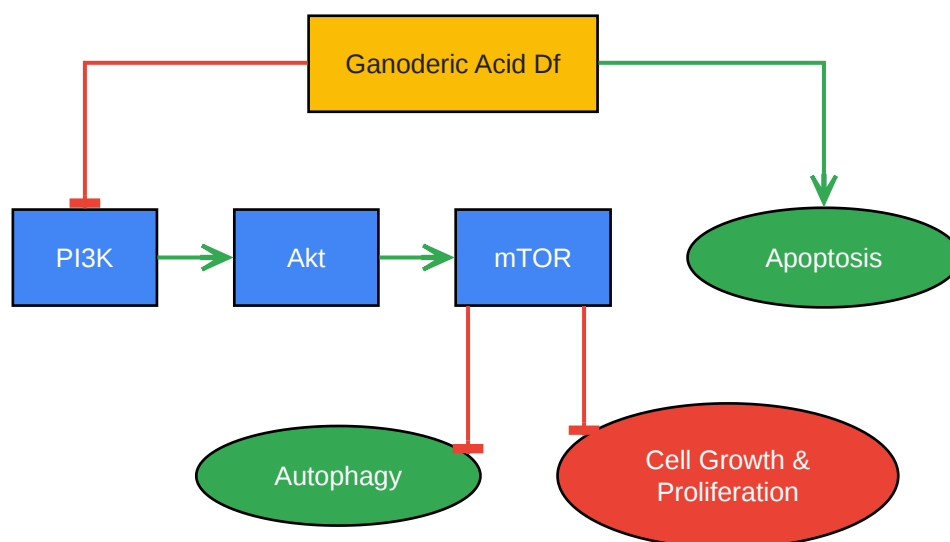 Ganoderic Acid Df
PI3K
Akt
mTOR
Apoptosis
Autophagy
Cell Growth &
Proliferation